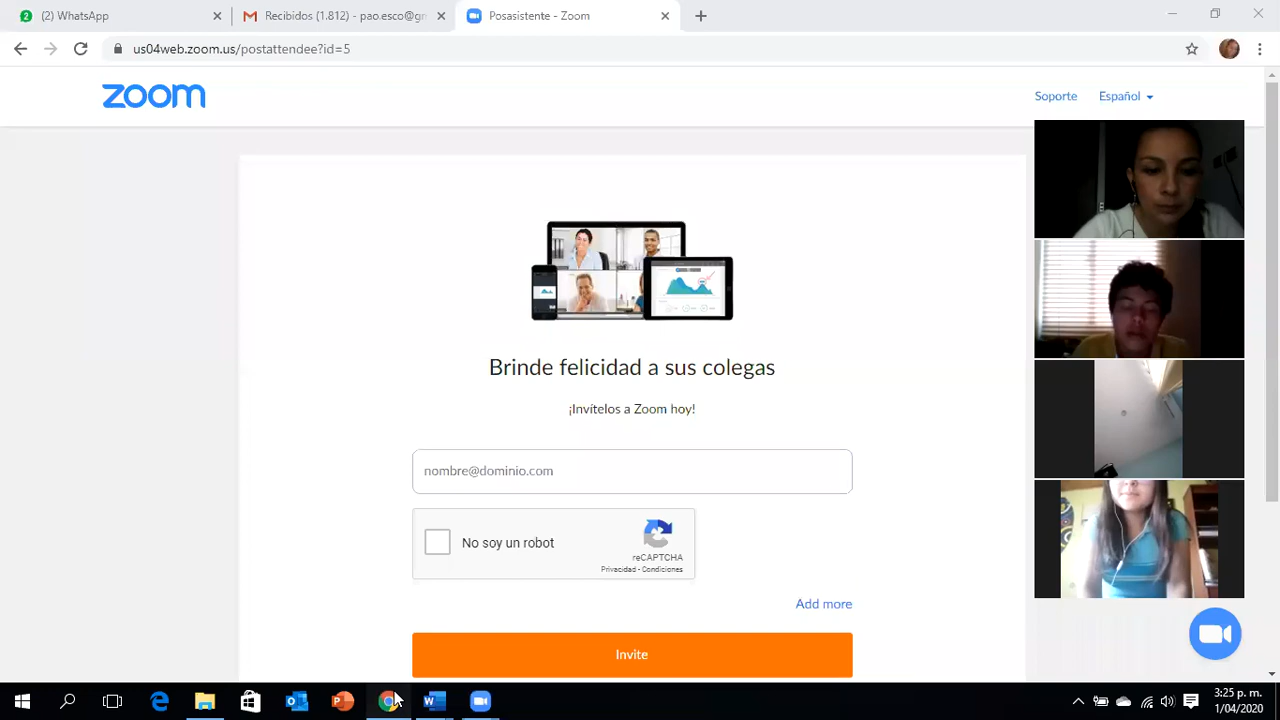 (2) WhatsApp
Recibidos (1.812) - pao.esco@gm
Posasistente - Zoom
us04web.zoom.us/postattendee?id=5
zoom
Soporte
Español
Brinde felicidad a sus colegas
¡Invítelos a Zoom hoy!
nombre@dominio.com
No soy un robot
reCAPTCHA
Privacidad - Condiciones
Add more
Invite
3:25 p. m.
1/04/2020